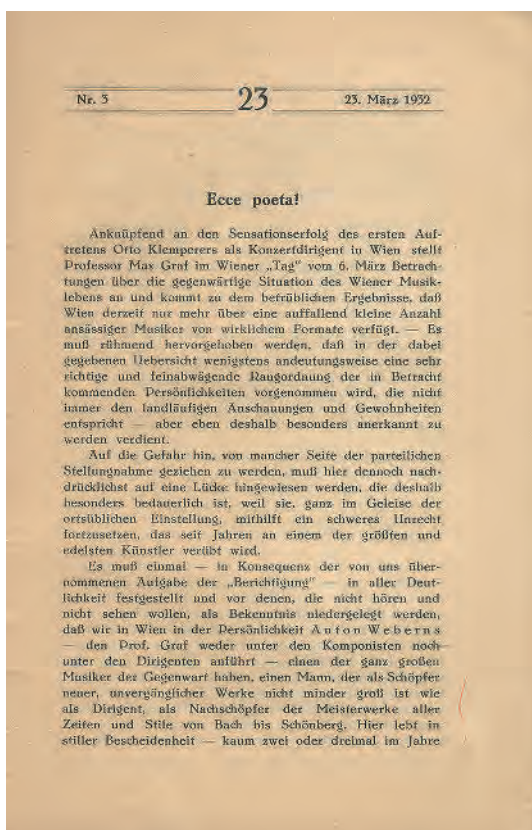 Nr. 3 23 23. März 1932
Ecce poeta!
Anknüpfend an den Sensationserfolg des ersten Auf-
tretens Otto Klemperers als Konzertdirigent in Wien stellt
Professor Max Graf im Wiener „Tag" vom 6. März Betrach-
tungen über die gegenwärtige Situation des Wiener Musik-
lebens an und kommt zu dem betrüblichen Ergebnisse, daß
Wien derzeit nur mehr über eine auffallend kleine Anzahl
ansässiger Musiker von wirklichem Formate verfügt. — Es
muß rühmend hervorgehoben werden, daß in der dabei
gegebenen Uebersicht wenigstens andeutungsweise eine sehr
richtige und feinabwägende Rangordnung der in Betracht
kommenden Persönlichkeiten vorgenommen wird, die nicht
immer den landläufigen Anschauungen und Gewohnheiten
entspricht — aber eben deshalb besonders anerkannt zu
werden verdient.
Auf die Gefahr hin, von mancher Seite der parteilichen
Stellungnahme geziehen zu werden, muß hier dennoch nach-
drücklichst auf eine Lücke hingewiesen werden, die deshalb
besonders bedauerlich ist, weil sie, ganz im Geleise der
ortsüblichen Einstellung, mithilft ein schweres Unrecht
fortzusetzen, das seit Jahren an einem der größten und
edelsten Künstler verübt wird.
Es muß einmal — in Konsequenz der von uns über-
nommenen Aufgabe der „Berichtigung" — in aller Deut-
lichkeit festgestellt und vor denen, die nicht hören und
nicht sehen wollen, als Bekenntnis niedergelegt werden,
daß wir in Wien in der Persönlichkeit Anton Weberns
— den Prof. Graf weder unter den Komponisten noch
unter den Dirigenten anführt — einen der ganz großen
Musiker der Gegenwart haben, einen Mann, der als Schöpfer
neuer, unvergänglicher Werke nicht minder groß ist wie
als Dirigent, als Nachschöpfer der Meisterwerke aller
Zeiten und Stile von Bach bis Schönberg. Hier lebt in
stiller Bescheidenheit — kaum zwei oder dreimal im Jahre